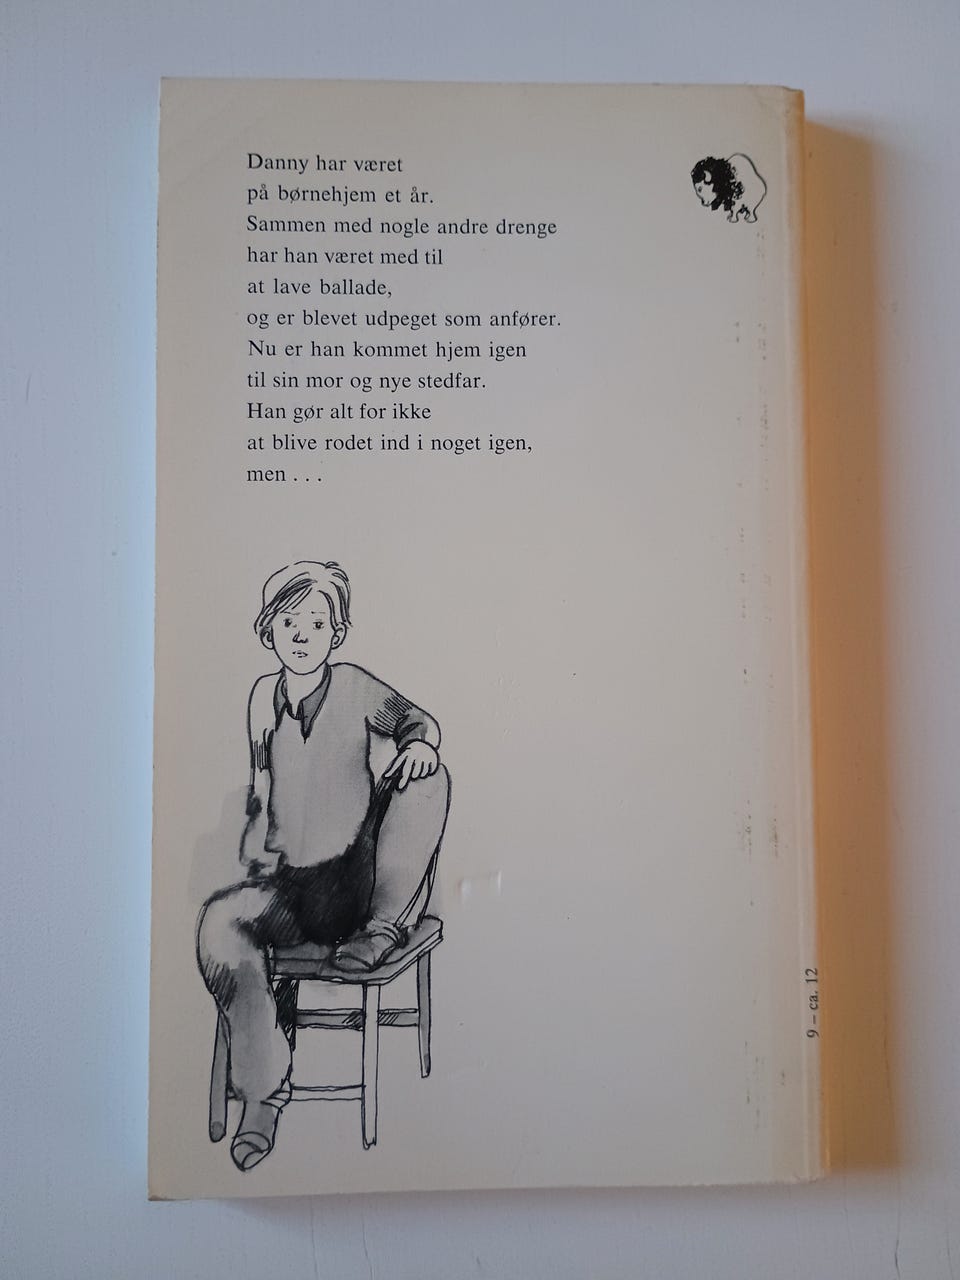 Danny har været
på børnehjem et år.
Sammen med nogle andre drenge
har han været med til
at lave ballade,
og er blevet udpeget som anfører.
Nu er han kommet hjem igen
til sin mor og nye stedfar.
Han gør alt for ikke
at blive rodet ind i noget igen,
men . . .
9 – ca. 12